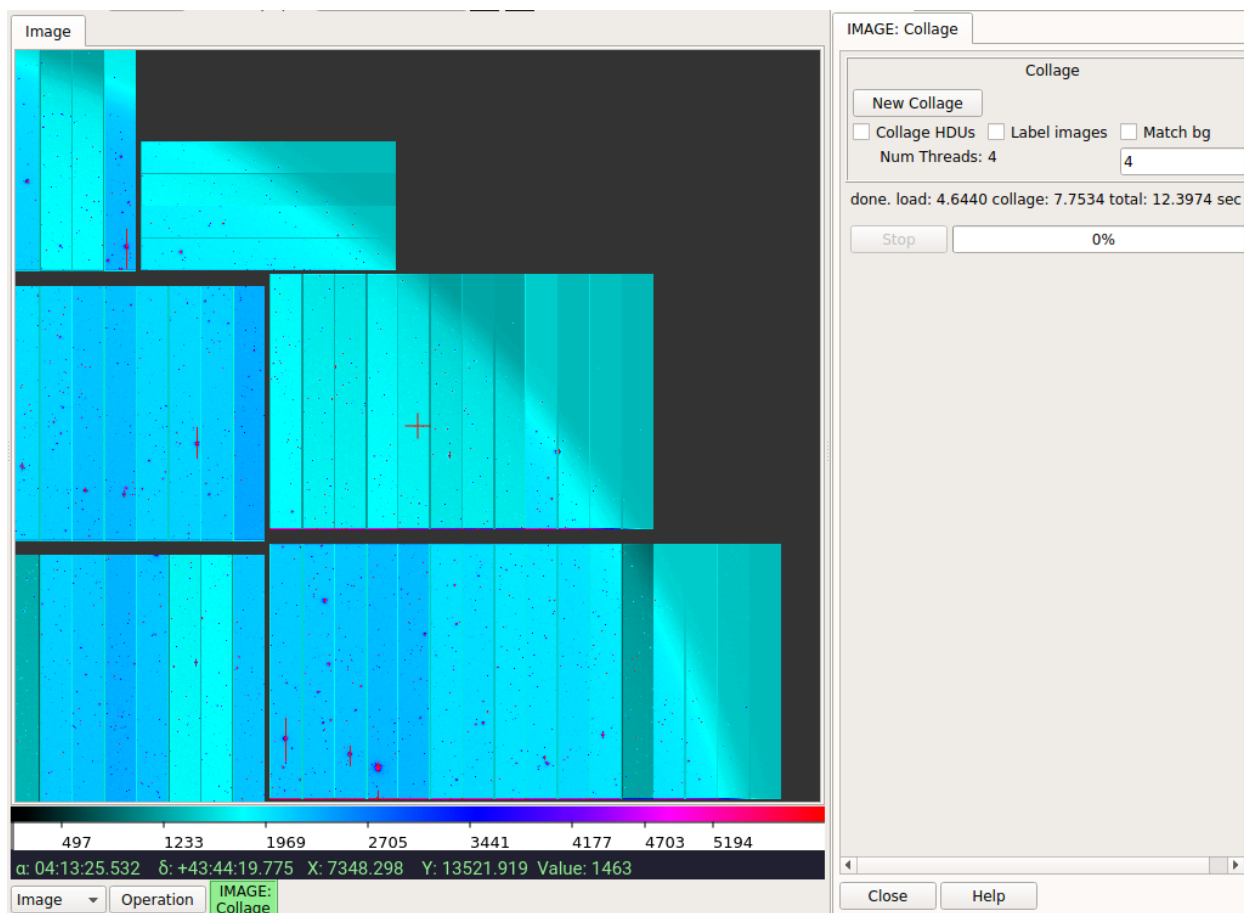 Image
IMAGE: Collage
Collage
New Collage
Collage HDUs Label images Match bg
Num Threads: 4 4
done. load: 4.6440 collage: 7.7534 total: 12.3974 sec
Stop 0%
497 1233 1969 2705 3441 4177 4703 5194
α: 04:13:25.532 δ: +43:44:19.775 X: 7348.298 Y: 13521.919 Value: 1463
Image Operation IMAGE: Collage
Close Help